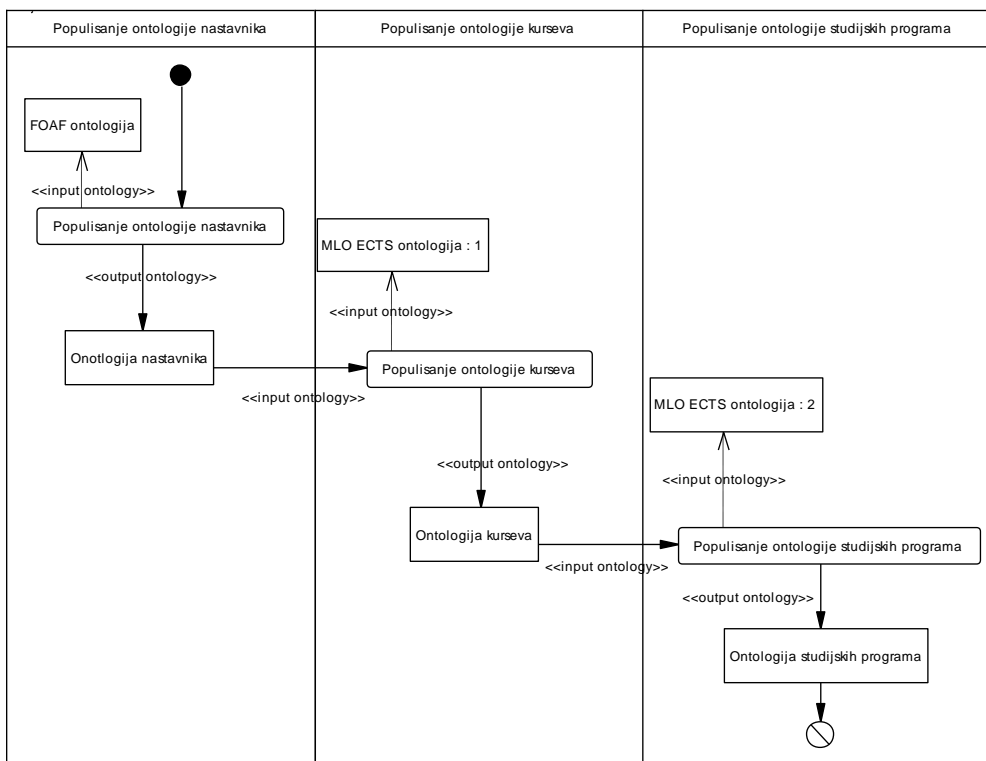 Populisanje ontologije nastavnika
Populisanje ontologije kurseva
Populisanje ontologije studijskih programa
FOAF ontologija
<<input ontology>>
Populisanje ontologije nastavnika
<<output ontology>>
Onotlogija nastavnika
<<input ontology>>
MLO ECTS ontologija : 1
<<input ontology>>
Populisanje ontologije kurseva
<<output ontology>>
Ontologija kurseva
<<input ontology>>
MLO ECTS ontologija : 2
<<input ontology>>
Populisanje ontologije studijskih programa
<<output ontology>>
Ontologija studijskih programa